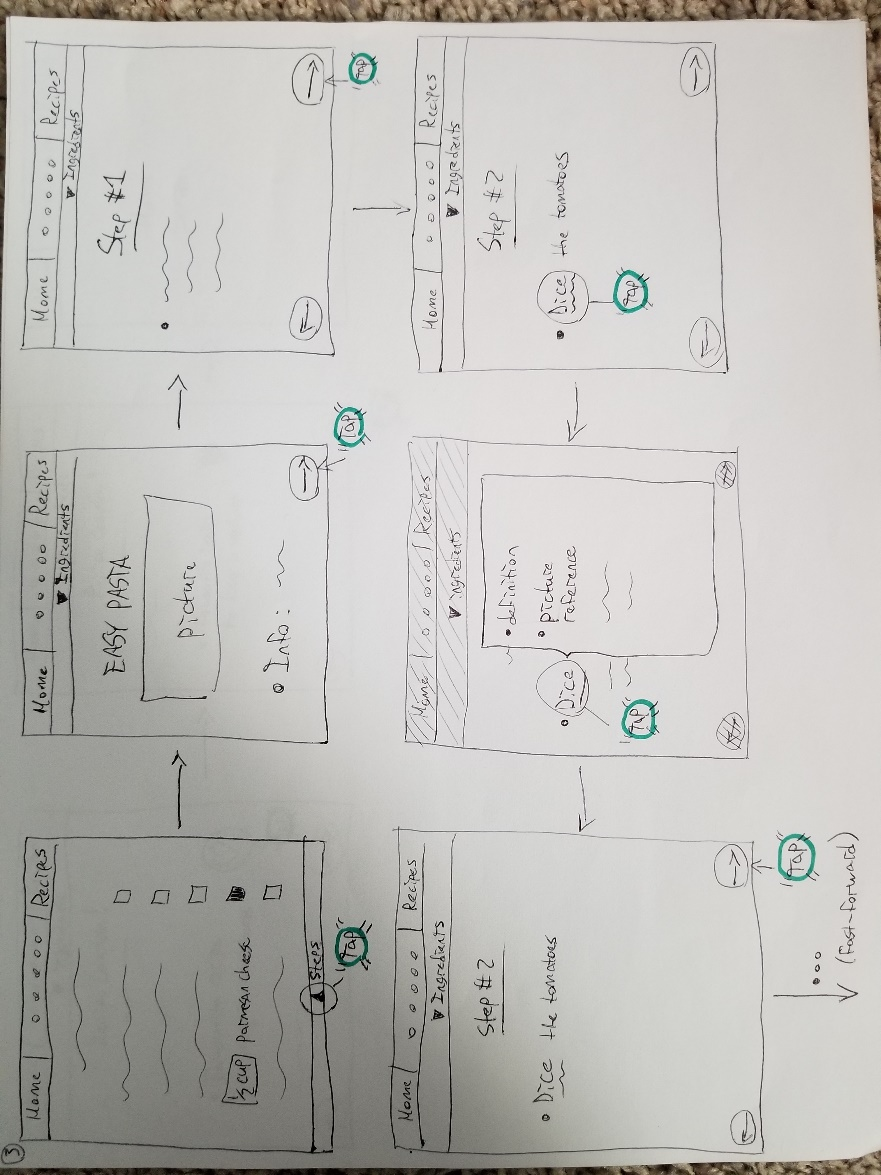 3
Home
Recipes
½ cup
parmesan cheese
Steps
"tap"
Home
Recipes
▼ Ingredients
EASY PASTA
picture
• Info:
"tap"
Home
Recipes
▼ Ingredients
Step #1
"tap"
Home
Recipes
▼ Ingredients
Step #2
• Dice the tomatoes
"tap"
Home
Recipes
▼ ingredients
• Dice
• definition
• picture
reference
"tap"
Home
Recipes
▼ Ingredients
Step #2
• Dice the tomatoes
"tap"
...
(fast-forward)